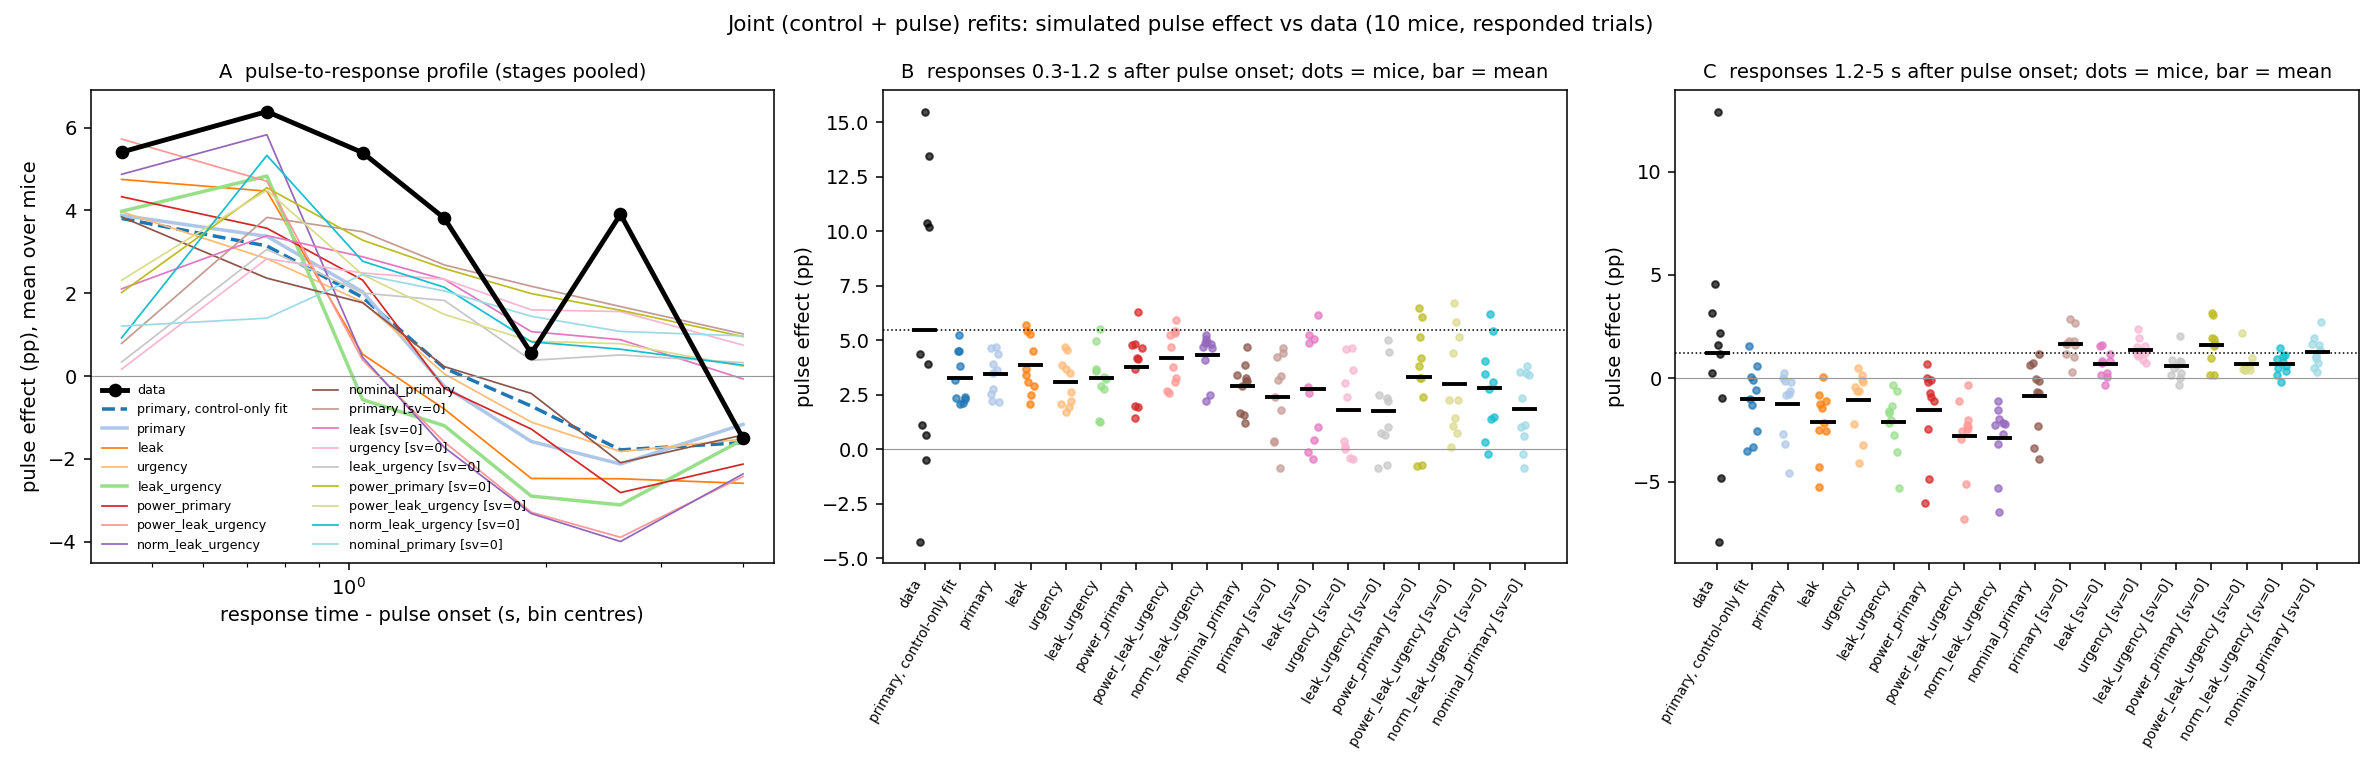 Joint (control + pulse) refits: simulated pulse effect vs data (10 mice, responded trials)
A  pulse-to-response profile (stages pooled)
pulse effect (pp), mean over mice
6
4
2
0
−2
−4
data
primary, control-only fit
primary
leak
urgency
leak_urgency
power_primary
power_leak_urgency
norm_leak_urgency
nominal_primary
primary [sv=0]
leak [sv=0]
urgency [sv=0]
leak_urgency [sv=0]
power_primary [sv=0]
power_leak_urgency [sv=0]
norm_leak_urgency [sv=0]
nominal_primary [sv=0]
10⁰
response time - pulse onset (s, bin centres)
B  responses 0.3-1.2 s after pulse onset; dots = mice, bar = mean
pulse effect (pp)
15.0
12.5
10.0
7.5
5.0
2.5
0.0
−2.5
−5.0
data
primary, control-only fit
primary
leak
urgency
leak_urgency
power_primary
power_leak_urgency
norm_leak_urgency
nominal_primary
primary [sv=0]
leak [sv=0]
urgency [sv=0]
leak_urgency [sv=0]
power_primary [sv=0]
power_leak_urgency [sv=0]
norm_leak_urgency [sv=0]
nominal_primary [sv=0]
C  responses 1.2-5 s after pulse onset; dots = mice, bar = mean
pulse effect (pp)
10
5
0
−5
data
primary, control-only fit
primary
leak
urgency
leak_urgency
power_primary
power_leak_urgency
norm_leak_urgency
nominal_primary
primary [sv=0]
leak [sv=0]
urgency [sv=0]
leak_urgency [sv=0]
power_primary [sv=0]
power_leak_urgency [sv=0]
norm_leak_urgency [sv=0]
nominal_primary [sv=0]